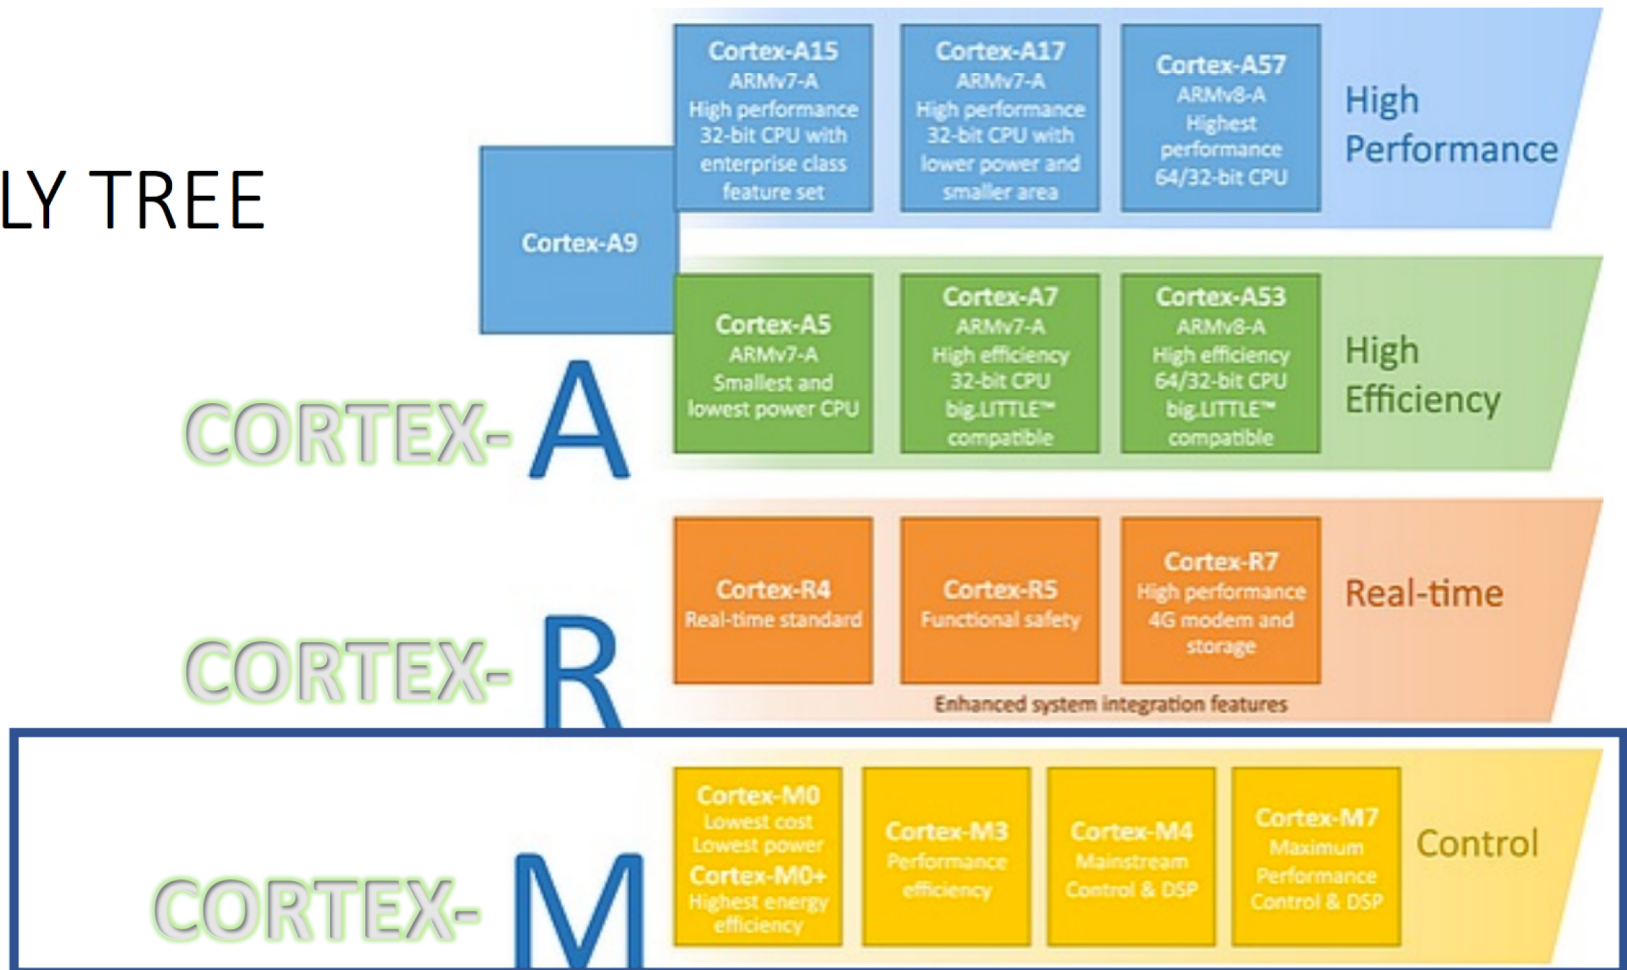 LY TREE
Cortex-A9
Cortex-A15
ARMv7-A
High performance
32-bit CPU with
enterprise class
feature set
Cortex-A17
ARMv7-A
High performance
32-bit CPU with
lower power and
smaller area
Cortex-A57
ARMv8-A
Highest
performance
64/32-bit CPU
High
Performance
Cortex-A5
ARMv7-A
Smallest and
lowest power CPU
Cortex-A7
ARMv7-A
High efficiency
32-bit CPU
big.LITTLE™
compatible
Cortex-A53
ARMv8-A
High efficiency
64/32-bit CPU
big.LITTLE™
compatible
High
Efficiency
CORTEX- A
Cortex-R4
Real-time standard
Cortex-R5
Functional safety
Cortex-R7
High performance
4G modem and
storage
Real-time
Enhanced system integration features
CORTEX- R
Cortex-M0
Lowest cost
Lowest power
Cortex-M0+
Highest energy
efficiency
Cortex-M3
Performance
efficiency
Cortex-M4
Mainstream
Control & DSP
Cortex-M7
Maximum
Performance
Control & DSP
Control
CORTEX- M